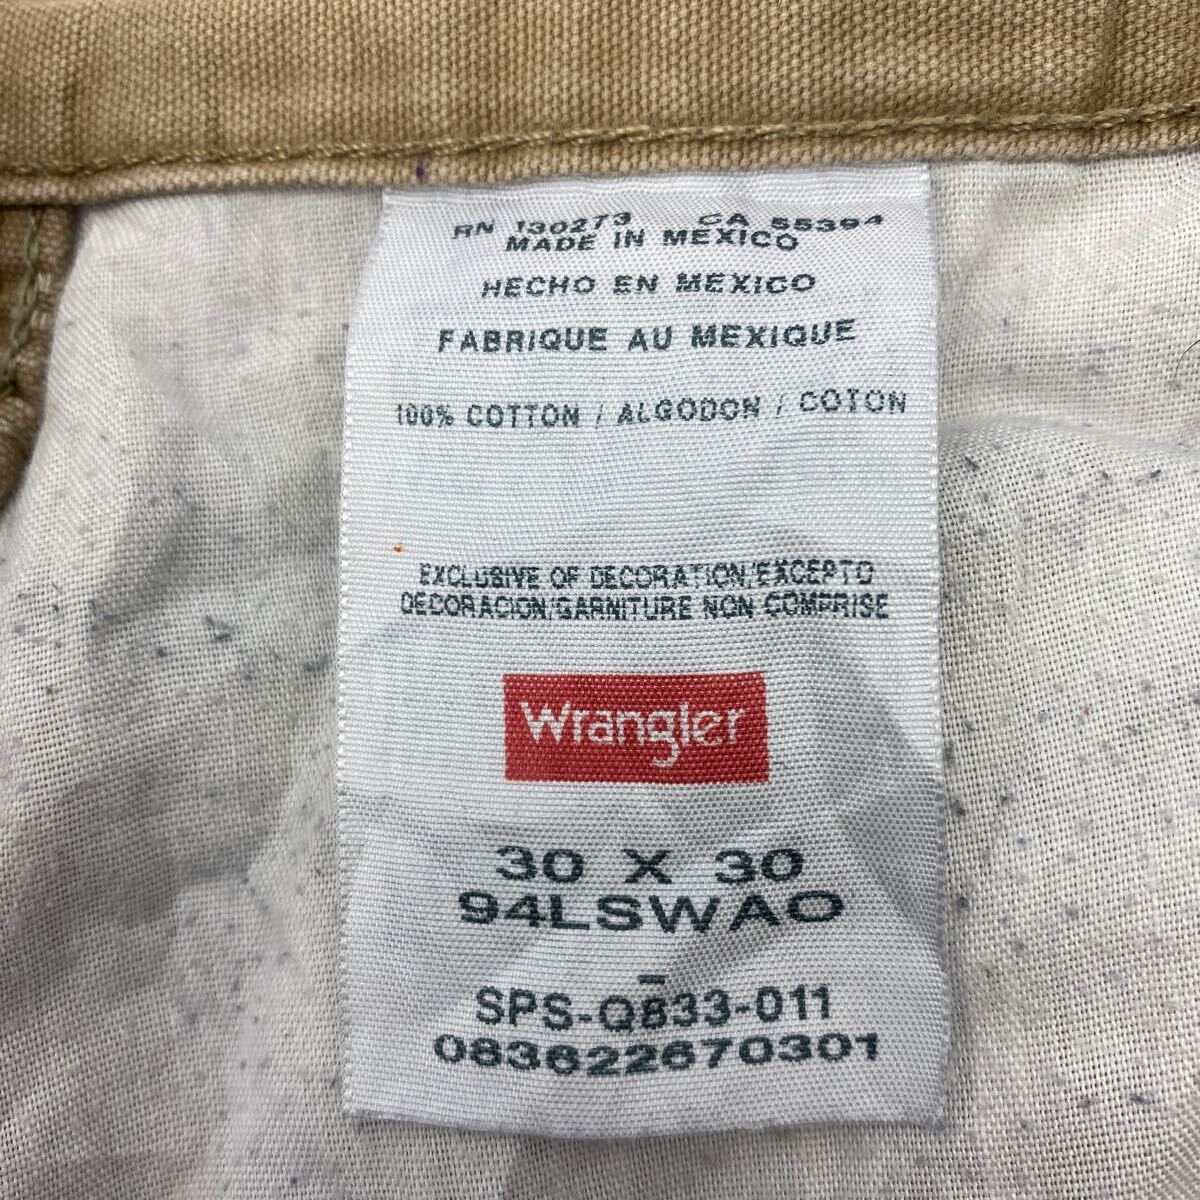 RN 130273 CA 55394
MADE IN MEXICO
HECHO EN MEXICO
FABRIQUE AU MEXIQUE
100% COTTON / ALGODON / COTON
EXCLUSIVE OF DECORATION/EXCEPTO
DECORACION/GARNITURE NON COMPRISE
Wrangler
30 X 30
94LSWAO
–
SPS-Q833-011
083622670301